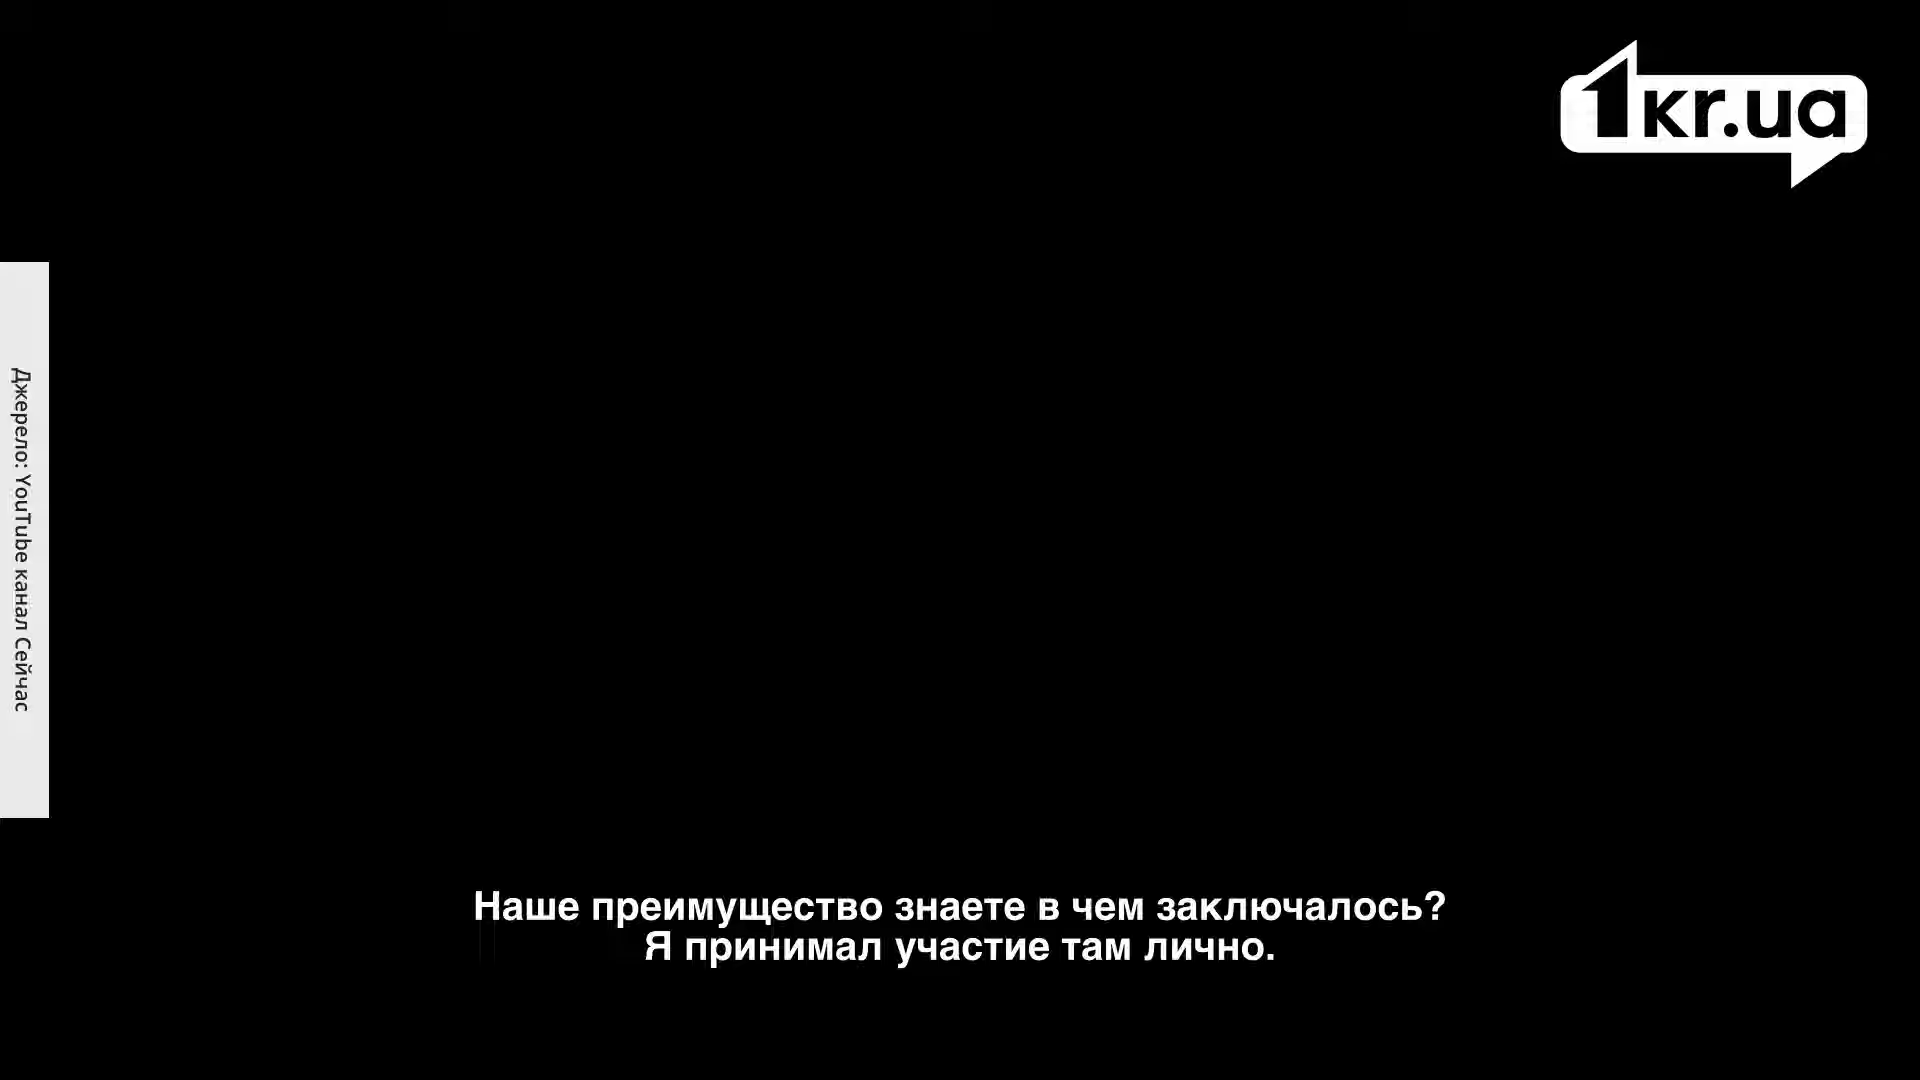 1kr.ua
Джерело: YouTube канал Сейчас
Наше преимущество знаете в чем заключалось?
Я принимал участие там лично.